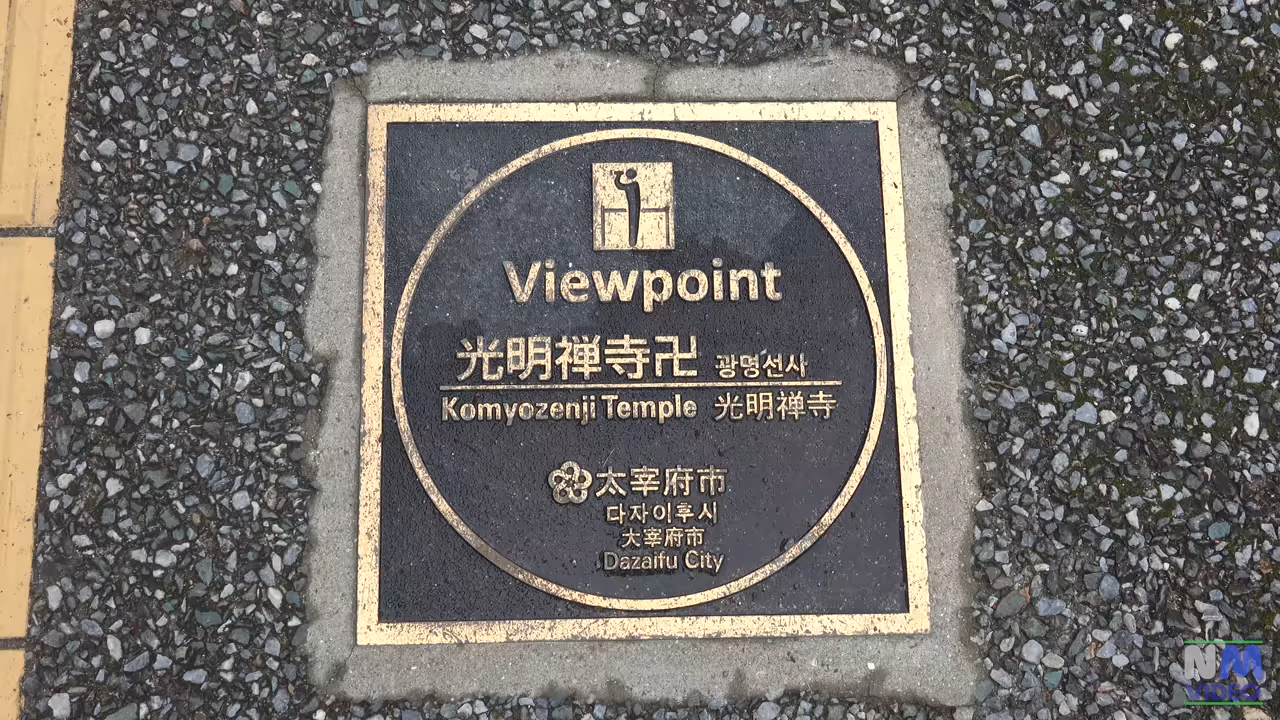 Viewpoint
光明禅寺卍 광명선사
Komyozenji Temple 光明禅寺
太宰府市
다자이후시
太宰府市
Dazaifu City
NM
VIDEO